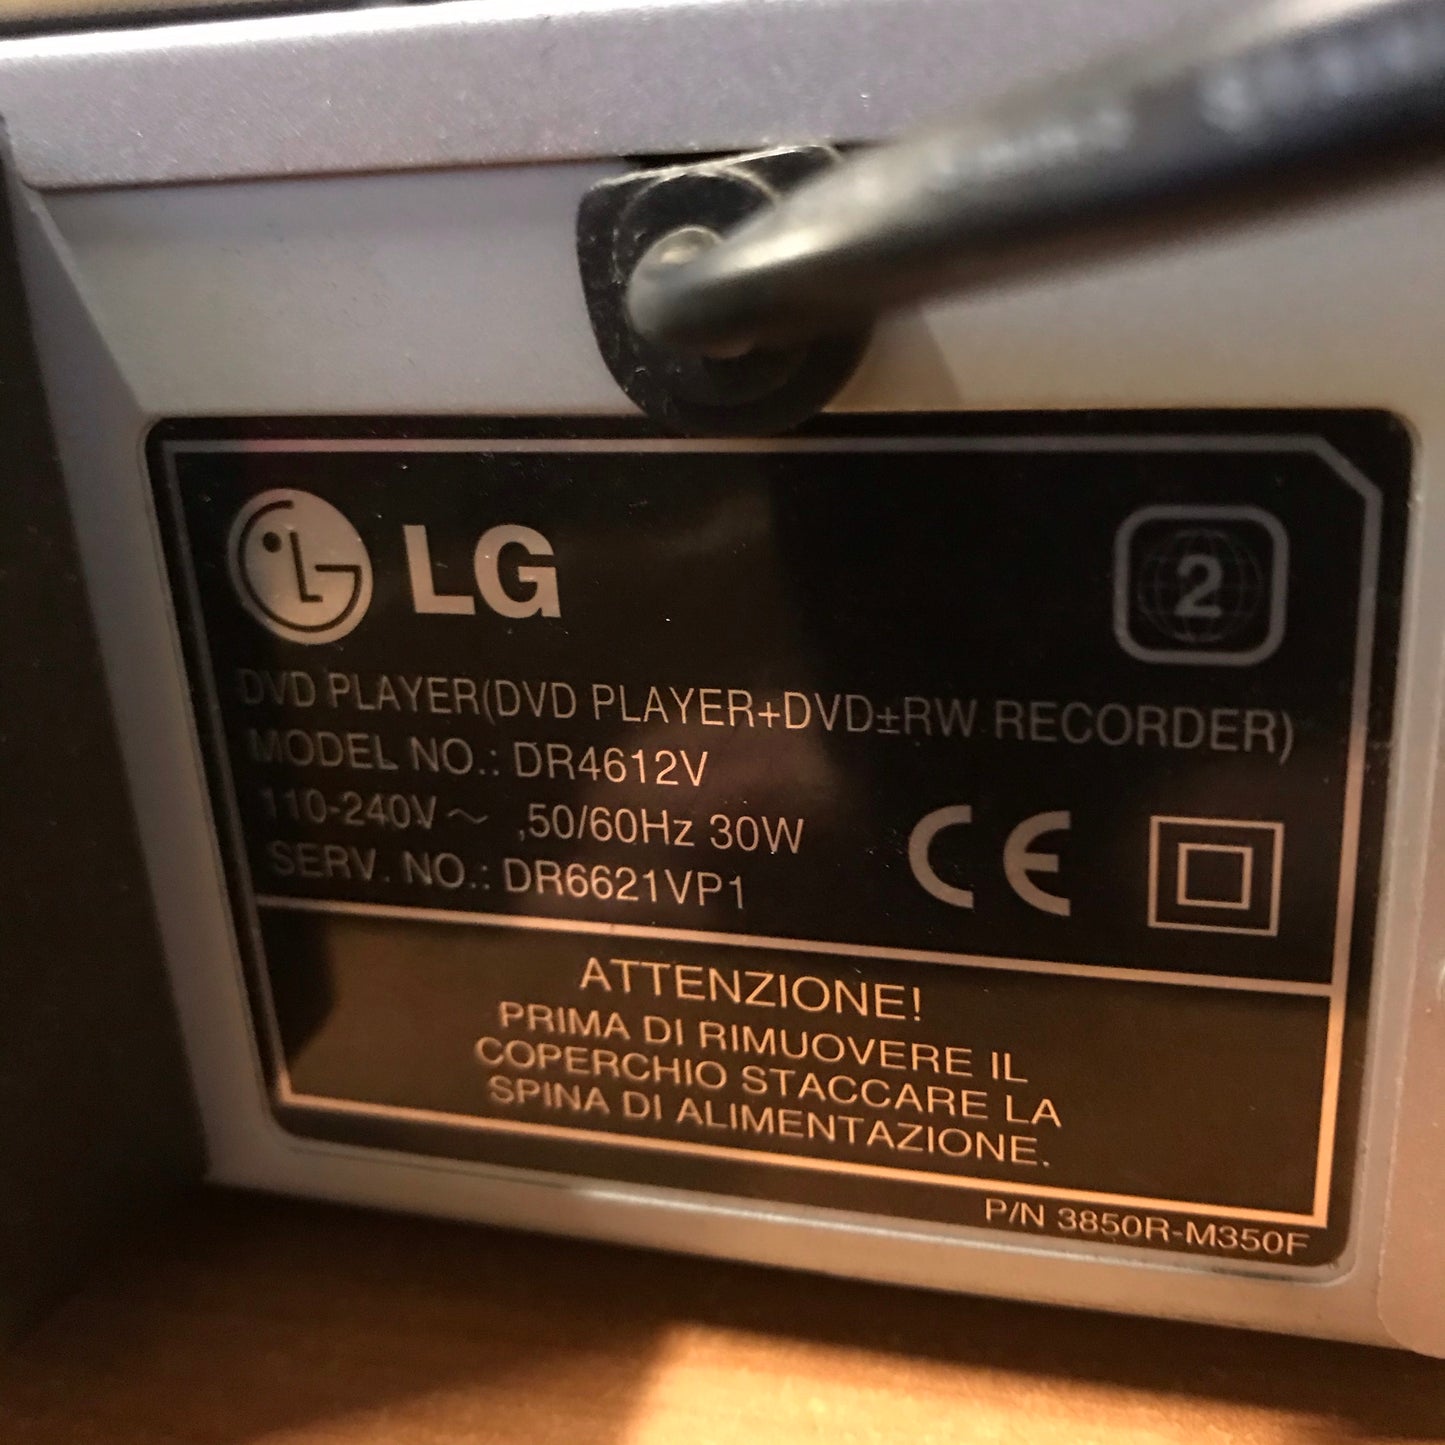 LG
2
DVD PLAYER(DVD PLAYER+DVD±RW RECORDER)
MODEL NO.: DR4612V
110-240V～ ,50/60Hz 30W
SERV. NO.: DR6621VP1
CE
ATTENZIONE!
PRIMA DI RIMUOVERE IL
COPERCHIO STACCARE LA
SPINA DI ALIMENTAZIONE.
P/N 3850R-M350F